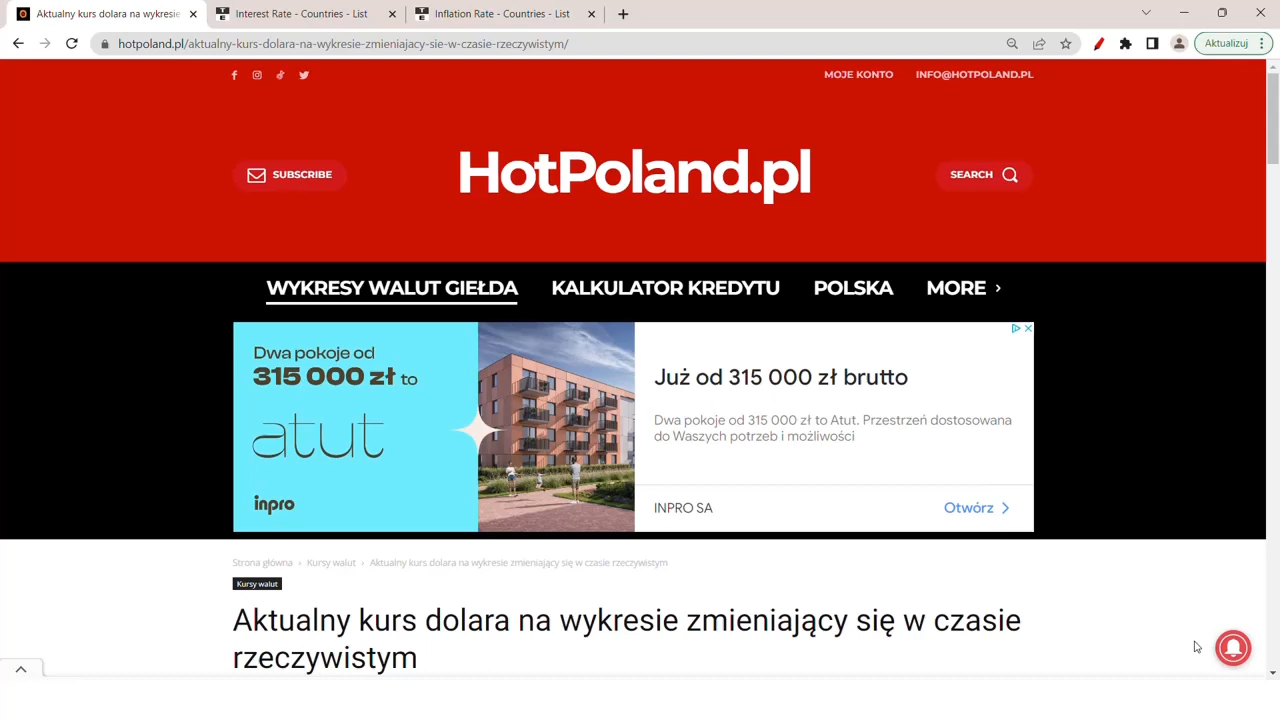 Aktualny kurs dolara na wykresie
Interest Rate - Countries - List
Inflation Rate - Countries - List
hotpoland.pl/aktualny-kurs-dolara-na-wykresie-zmieniajacy-sie-w-czasie-rzeczywistym/
Aktualizuj
MOJE KONTO
INFO@HOTPOLAND.PL
SUBSCRIBE
HotPoland.pl
SEARCH
WYKRESY WALUT GIEŁDA
KALKULATOR KREDYTU
POLSKA
MORE
Dwa pokoje od
315 000 zł to
atut
inpro
Już od 315 000 zł brutto
Dwa pokoje od 315 000 zł to Atut. Przestrzeń dostosowana
do Waszych potrzeb i możliwości
INPRO SA
Otwórz
Strona główna › Kursy walut › Aktualny kurs dolara na wykresie zmieniający się w czasie rzeczywistym
Kursy walut
Aktualny kurs dolara na wykresie zmieniający się w czasie
rzeczywistym